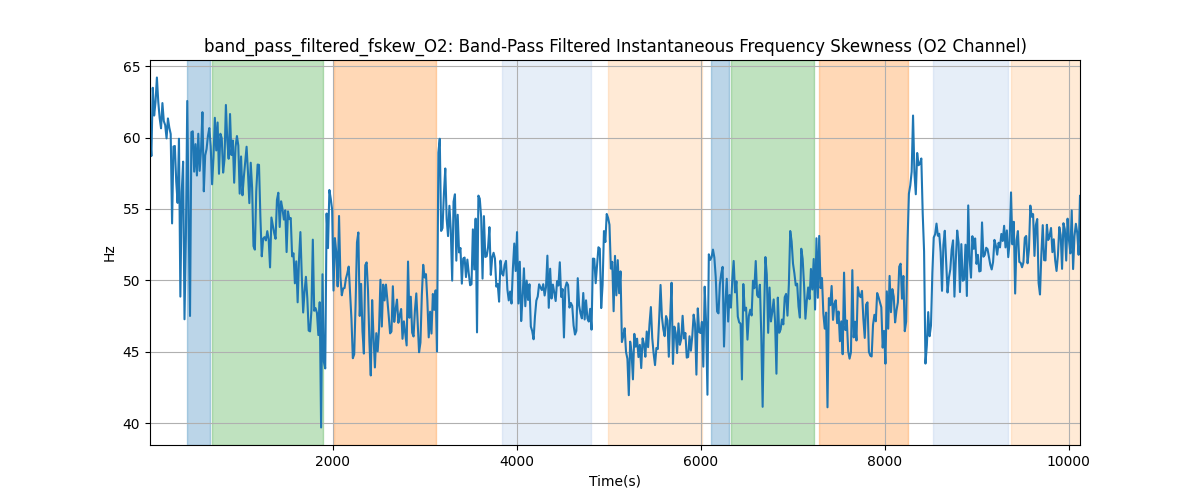 band_pass_filtered_fskew_O2: Band-Pass Filtered Instantaneous Frequency Skewness (O2 Channel)
65
60
55
50
45
40
Hz
2000 4000 6000 8000 10000
Time(s)